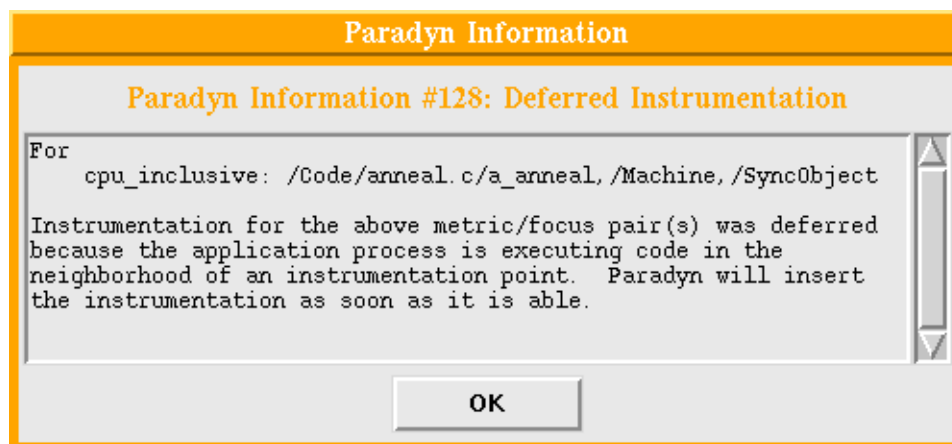 Paradyn Information
Paradyn Information #128: Deferred Instrumentation
For
cpu_inclusive: /Code/anneal.c/a_anneal,/Machine,/SyncObject
Instrumentation for the above metric/focus pair(s) was deferred
because the application process is executing code in the
neighborhood of an instrumentation point.  Paradyn will insert
the instrumentation as soon as it is able.
OK